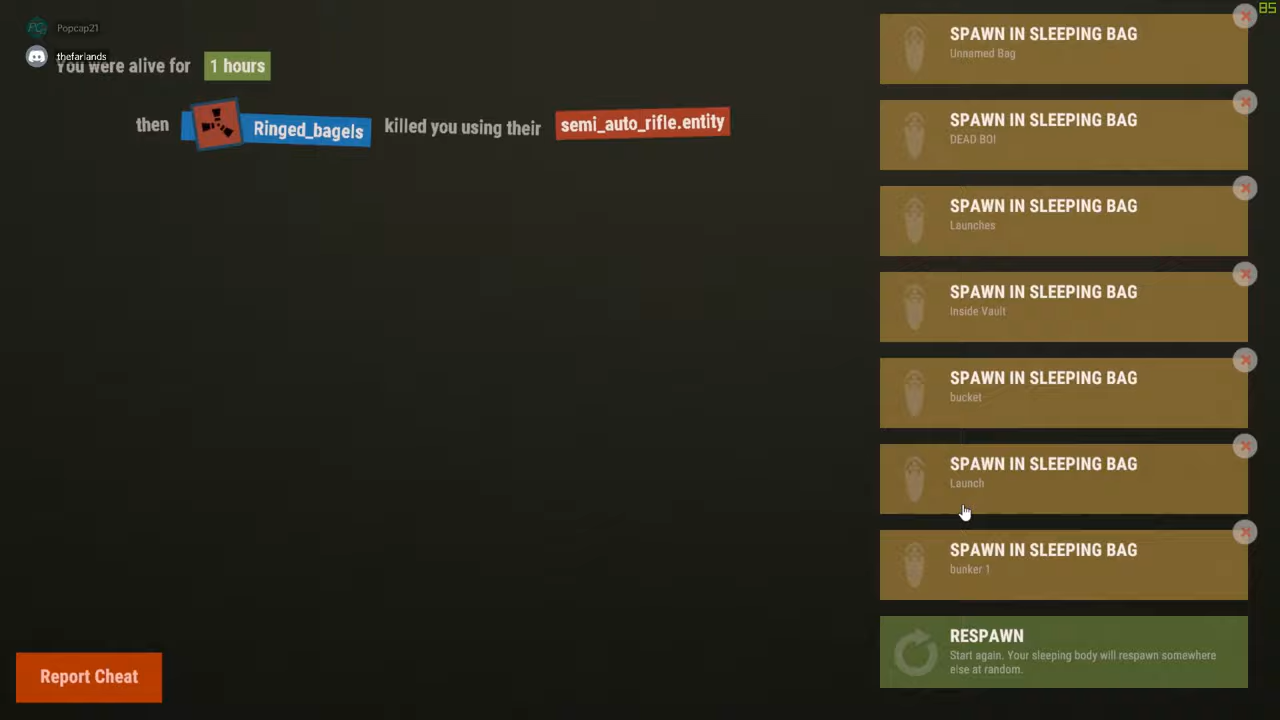 85
Popcap21
thefarlands
You were alive for 1 hours
then Ringed_bagels killed you using their semi_auto_rifle.entity
SPAWN IN SLEEPING BAG
Unnamed Bag
SPAWN IN SLEEPING BAG
DEAD BOI
SPAWN IN SLEEPING BAG
Launches
SPAWN IN SLEEPING BAG
Inside Vault
SPAWN IN SLEEPING BAG
bucket
SPAWN IN SLEEPING BAG
Launch
SPAWN IN SLEEPING BAG
bunker 1
RESPAWN
Start again. Your sleeping body will respawn somewhere
else at random.
Report Cheat